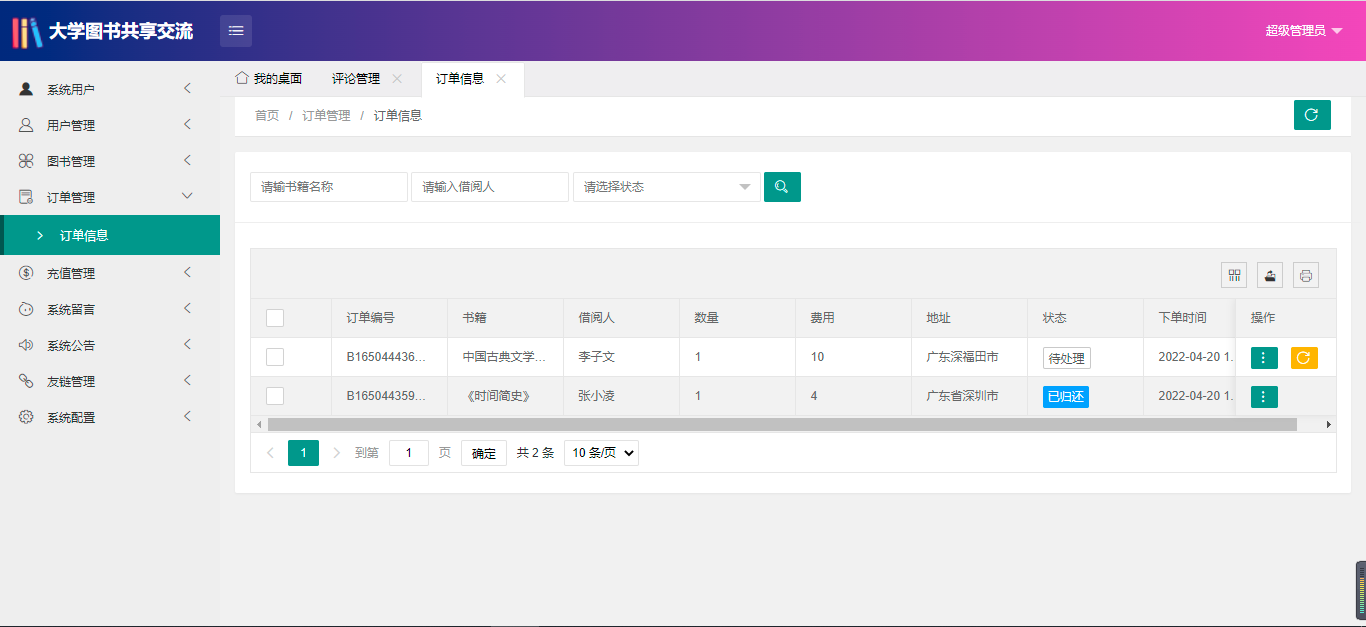 大学图书共享交流
超级管理员
我的桌面 评论管理 订单信息
首页 / 订单管理 / 订单信息
系统用户
用户管理
图书管理
订单管理
订单信息
充值管理
系统留言
系统公告
友链管理
系统配置
请输书籍名称 请输入借阅人 请选择状态
订单编号 书籍 借阅人 数量 费用 地址 状态 下单时间 操作
B165044436... 中国古典文学... 李子文 1 10 广东深福田市 待处理 2022-04-20 1.
B165044359... 《时间简史》 张小凌 1 4 广东省深圳市 已归还 2022-04-20 1.
1 到第 1 页 确定 共 2 条 10 条/页